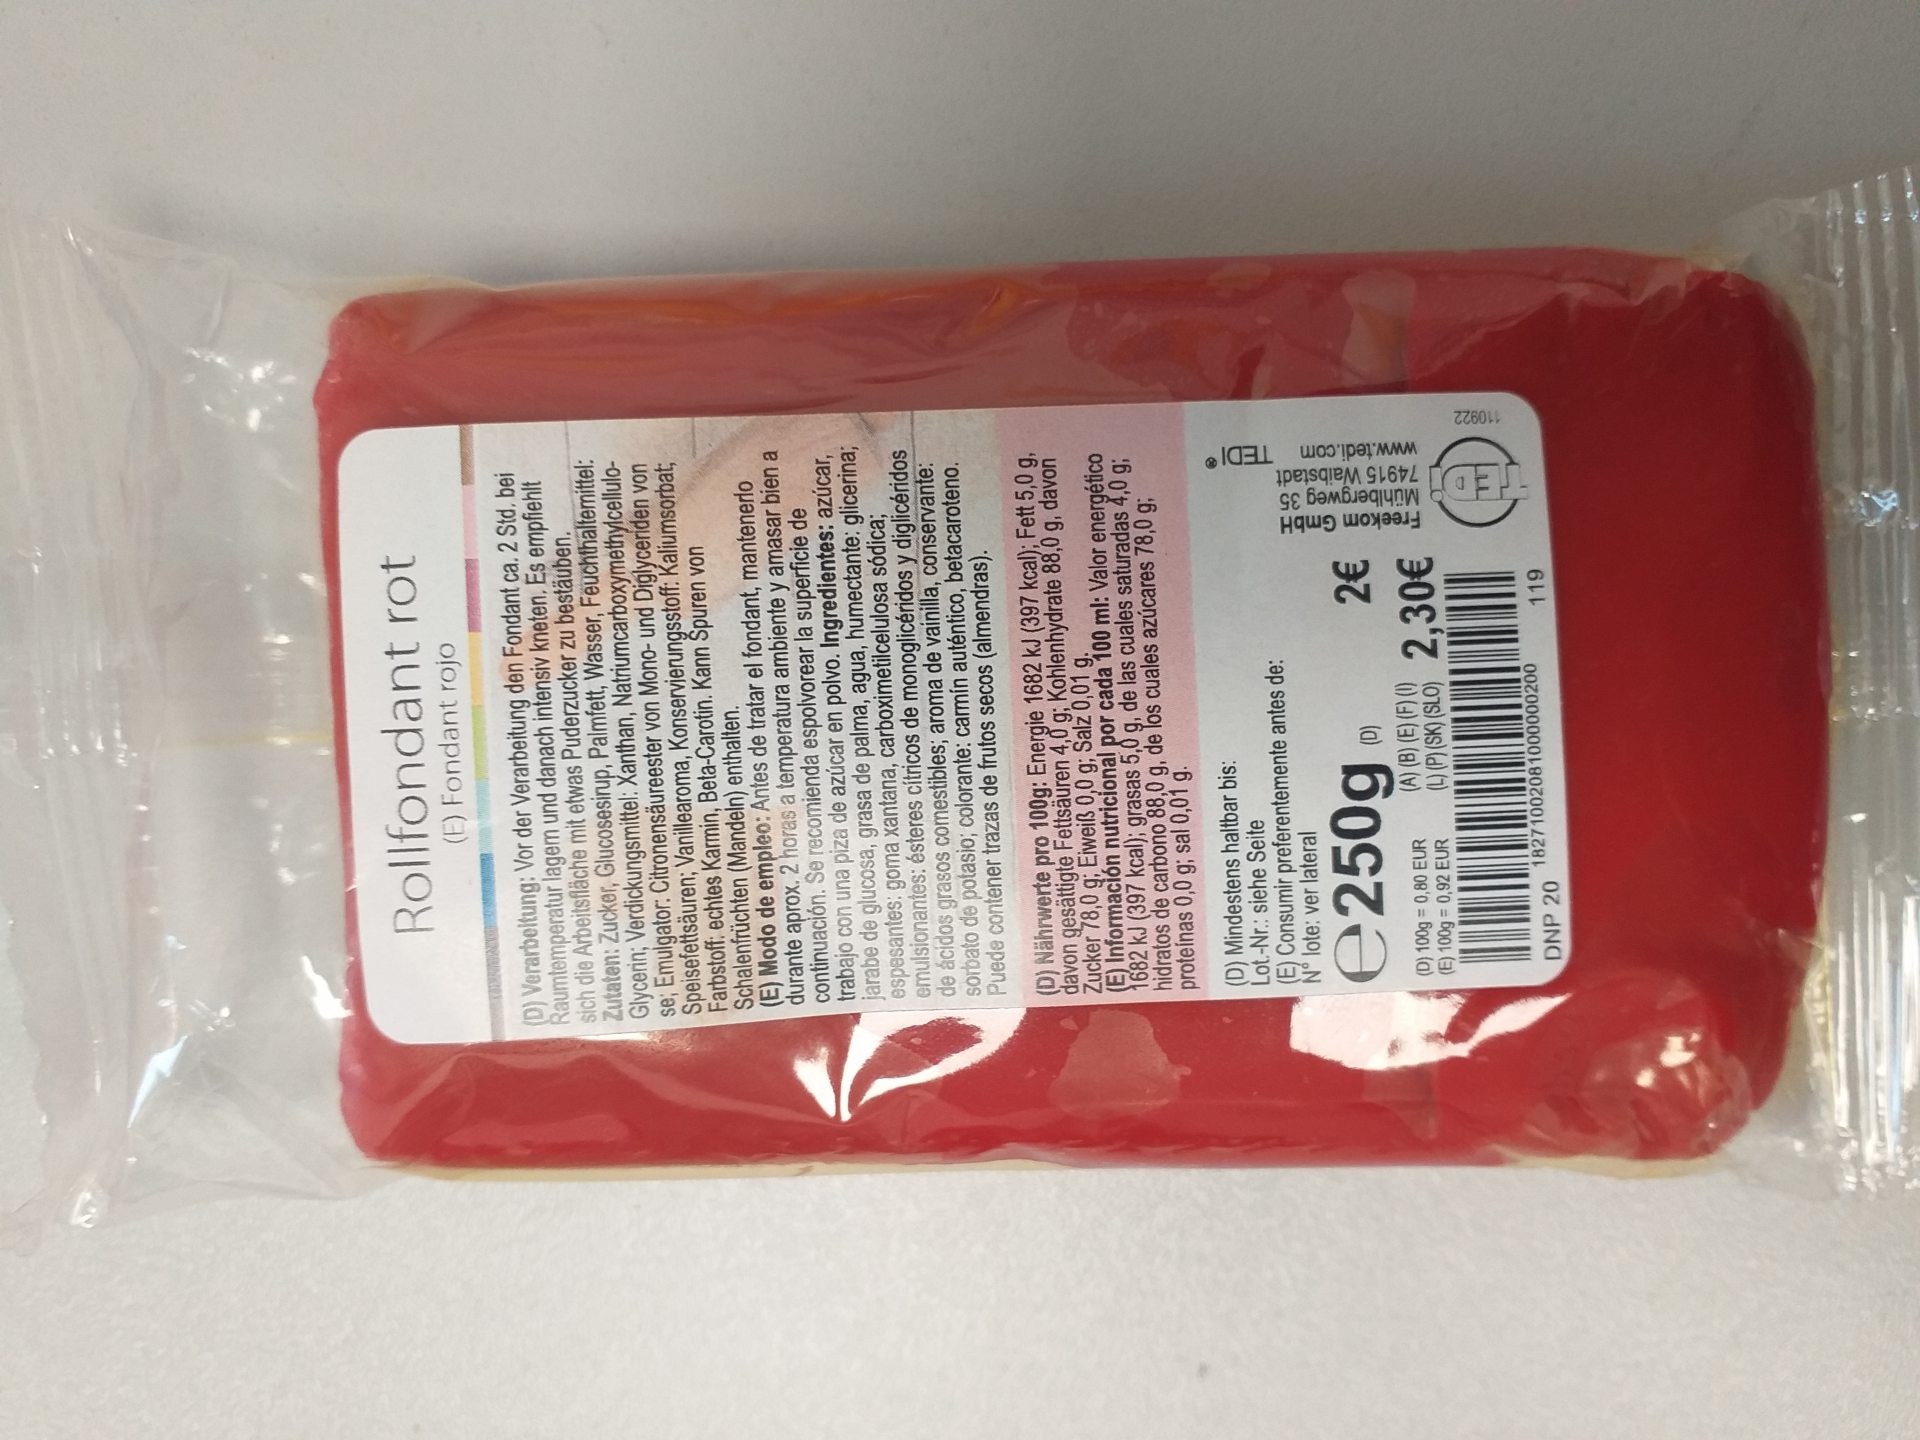 Rollfondant rot
(E) Fondant rojo
(D) Verarbeitung: Vor der Verarbeitung den Fondant ca. 2 Std. bei
Raumtemperatur lagern und danach intensiv kneten. Es empfiehlt
sich die Arbeitsfläche mit etwas Puderzucker zu bestäuben.
Zutaten: Zucker, Glucosesirup, Palmfett, Wasser, Feuchthaltemittel:
Glycerin; Verdickungsmittel: Xanthan, Natriumcarboxymethylcellulo-
se; Emulgator: Citronensäureester von Mono- und Diglyceriden von
Speisefettsäuren; Vanillearoma, Konservierungsstoff: Kaliumsorbat;
Farbstoff: echtes Karmin, Beta-Carotin. Kann Spuren von
Schalenfrüchten (Mandeln) enthalten.
(E) Modo de empleo: Antes de tratar el fondant, mantenerlo
durante aprox. 2 horas a temperatura ambiente y amasar bien a
continuación. Se recomienda espolvorear la superficie de
trabajo con una piza de azúcar en polvo. Ingredientes: azúcar,
jarabe de glucosa, grasa de palma, agua, humectante: glicerina;
espesantes: goma xantana, carboximetilcelulosa sódica;
emulsionantes: ésteres cítricos de monoglicéridos y diglicéridos
de ácidos grasos comestibles; aroma de vainilla, conservante:
sorbato de potasio; colorante: carmín auténtico, betacaroteno.
Puede contener trazas de frutos secos (almendras).
(D) Nährwerte pro 100g: Energie 1682 kJ (397 kcal); Fett 5,0 g,
davon gesättigte Fettsäuren 4,0 g; Kohlenhydrate 88,0 g, davon
Zucker 78,0 g; Eiweiß 0,0 g; Salz 0,01 g.
(E) Información nutricional por cada 100 ml: Valor energético
1682 kJ (397 kcal); grasas 5,0 g, de las cuales saturadas 4,0 g;
hidratos de carbono 88,0 g, de los cuales azúcares 78,0 g;
proteínas 0,0 g; sal 0,01 g.
(D) Mindestens haltbar bis:
Lot.-Nr.: siehe Seite
(E) Consumir preferentemente antes de:
N° lote: ver lateral
e 250g (D) 2€
(D) 100g = 0,80 EUR (A) (B) (E) (F) (I)
(E) 100g = 0,92 EUR (L) (P) (SK) (SLO) 2,30€
1827100208100000200
DNP 20 119
TEDI®
Freekom GmbH
Mühlbergweg 35
74915 Waibstadt
www.tedi.com
TEDi
110922